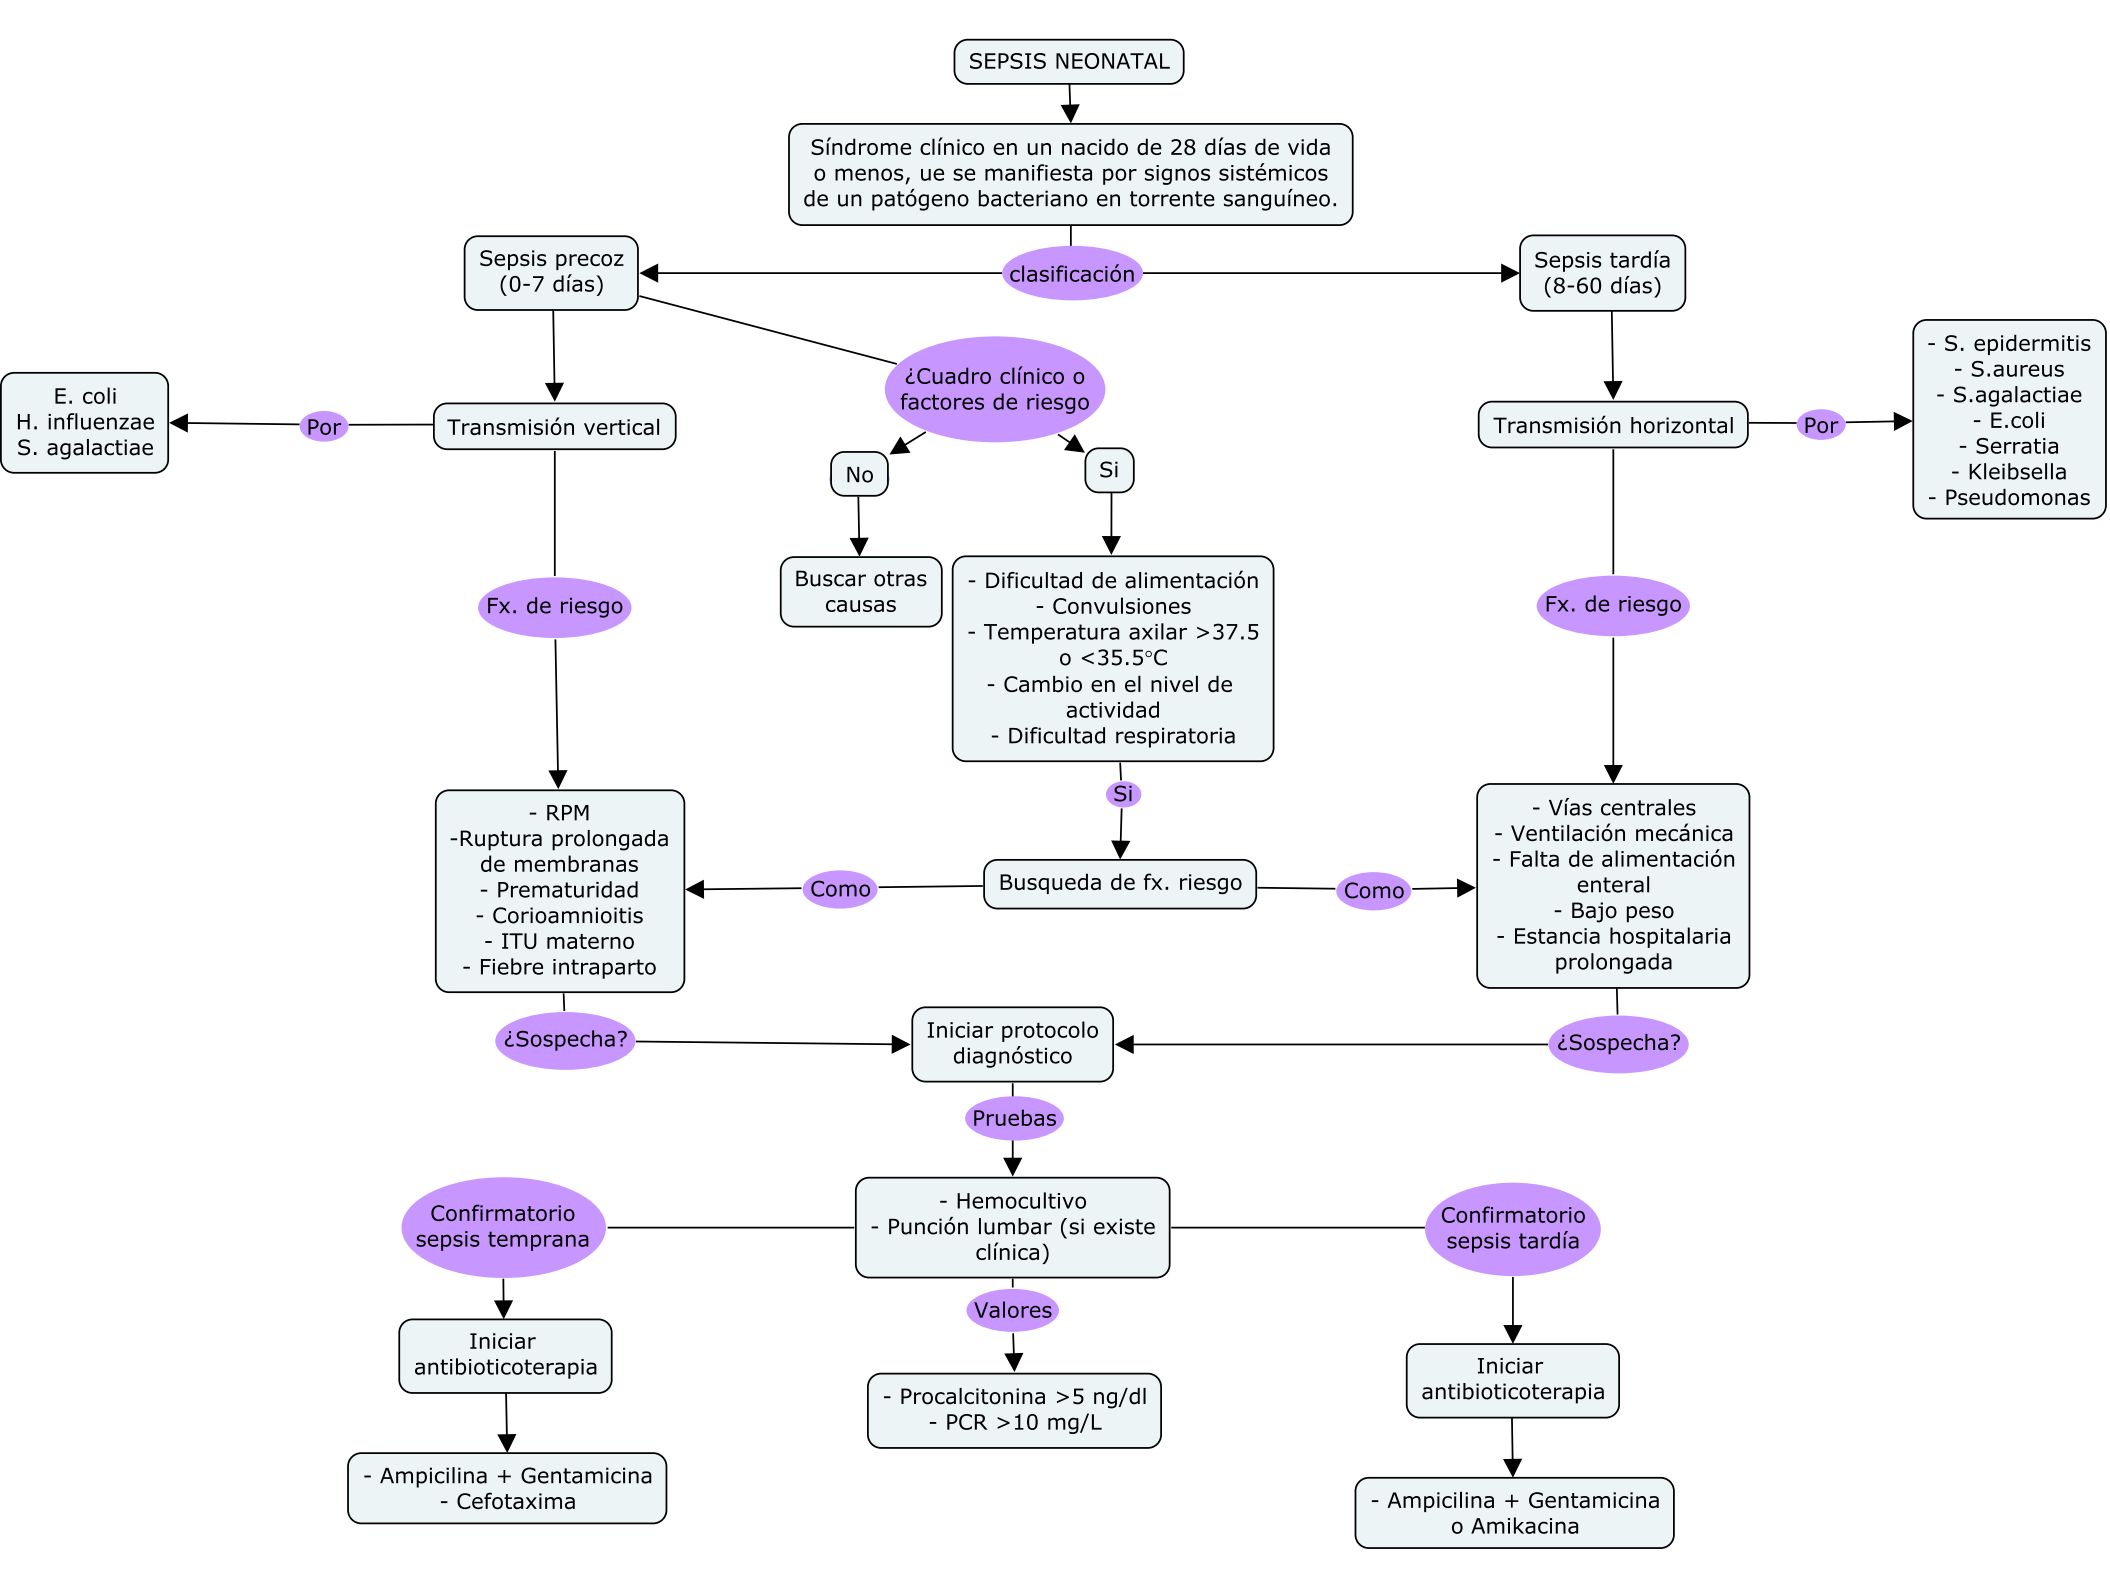 SEPSIS NEONATAL
Síndrome clínico en un nacido de 28 días de vida
o menos, ue se manifiesta por signos sistémicos
de un patógeno bacteriano en torrente sanguíneo.
clasificación
Sepsis precoz
(0-7 días)
Sepsis tardía
(8-60 días)
¿Cuadro clínico o
factores de riesgo
E. coli
H. influenzae
S. agalactiae
Por
Transmisión vertical
No
Si
Transmisión horizontal
Por
- S. epidermitis
- S.aureus
- S.agalactiae
- E.coli
- Serratia
- Kleibsella
- Pseudomonas
Fx. de riesgo
Buscar otras
causas
- Dificultad de alimentación
- Convulsiones
- Temperatura axilar >37.5
o <35.5°C
- Cambio en el nivel de
actividad
- Dificultad respiratoria
Fx. de riesgo
Si
- RPM
-Ruptura prolongada
de membranas
- Prematuridad
- Corioamnioitis
- ITU materno
- Fiebre intraparto
Como
Busqueda de fx. riesgo
Como
- Vías centrales
- Ventilación mecánica
- Falta de alimentación
enteral
- Bajo peso
- Estancia hospitalaria
prolongada
¿Sospecha?
Iniciar protocolo
diagnóstico
¿Sospecha?
Pruebas
Confirmatorio
sepsis temprana
- Hemocultivo
- Punción lumbar (si existe
clínica)
Confirmatorio
sepsis tardía
Valores
Iniciar
antibioticoterapia
- Procalcitonina >5 ng/dl
- PCR >10 mg/L
Iniciar
antibioticoterapia
- Ampicilina + Gentamicina
- Cefotaxima
- Ampicilina + Gentamicina
o Amikacina